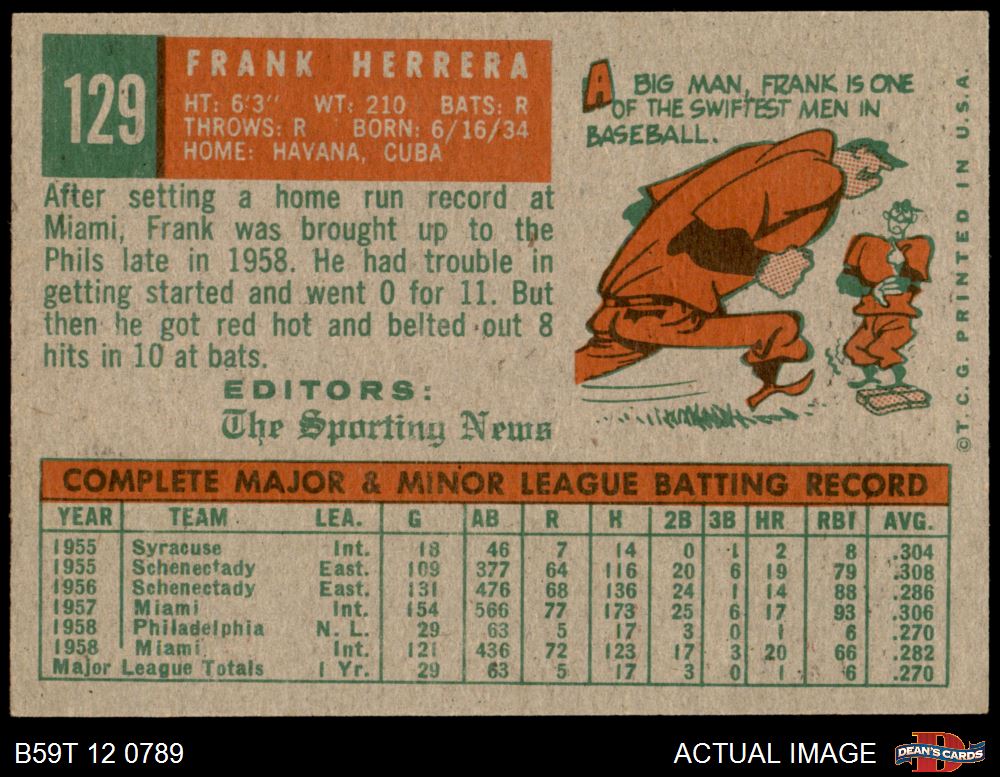 129
FRANK HERRERA
HT: 6'3" WT: 210 BATS: R
THROWS: R BORN: 6/16/34
HOME: HAVANA, CUBA
After setting a home run record at
Miami, Frank was brought up to the
Phils late in 1958. He had trouble in
getting started and went 0 for 11. But
then he got red hot and belted out 8
hits in 10 at bats.
EDITORS:
The Sporting News
A BIG MAN, FRANK IS ONE
OF THE SWIFTEST MEN IN
BASEBALL.
©T.C.G. PRINTED IN U.S.A.
COMPLETE MAJOR & MINOR LEAGUE BATTING RECORD
YEAR TEAM LEA. G AB R H 2B 3B HR RBI AVG.
1955 Syracuse Int. 18 46 7 14 0 1 2 8 .304
1955 Schenectady East. 109 377 64 116 20 6 19 79 .308
1956 Schenectady East. 131 476 68 136 24 1 14 88 .286
1957 Miami Int. 154 566 77 173 25 6 17 93 .306
1958 Philadelphia N. L. 29 63 5 17 3 0 1 6 .270
1958 Miami Int. 121 436 72 123 17 3 20 66 .282
Major League Totals 1 Yr. 29 63 5 17 3 0 1 6 .270
B59T 12 0789
ACTUAL IMAGE
D
DEAN'S CARDS